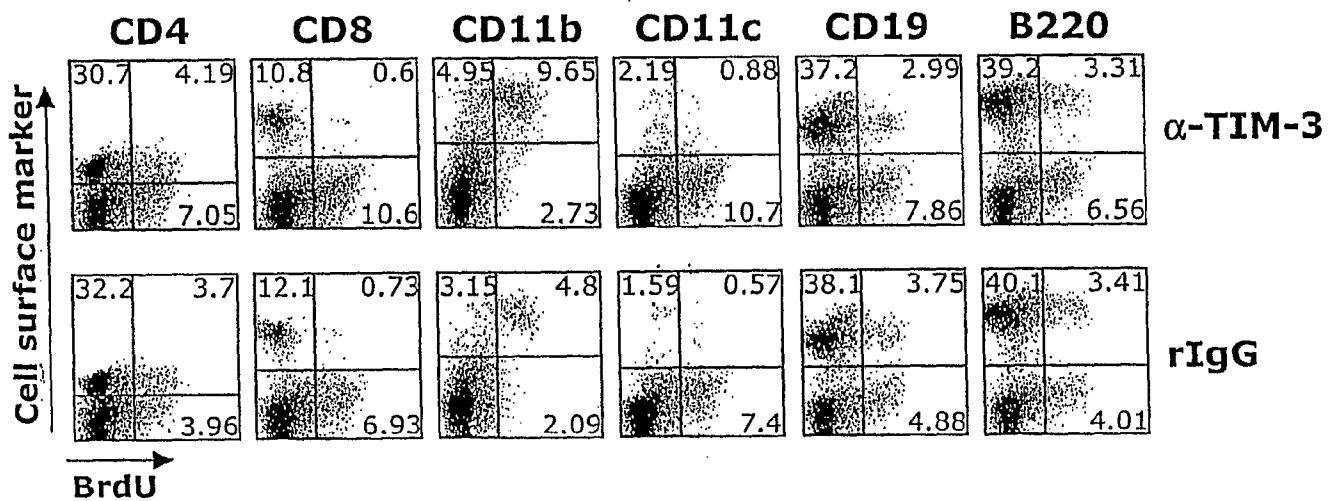 CD4 CD8 CD11b CD11c CD19 B220
30.7 4.19 10.8 0.6 4.95 9.65 2.19 0.88 37.2 2.99 39.2 3.31
7.05 10.6 2.73 10.7 7.86 6.56
α-TIM-3
32.2 3.7 12.1 0.73 3.15 4.8 1.59 0.57 38.1 3.75 40.1 3.41
3.96 6.93 2.09 7.4 4.88 4.01
rIgG
Cell surface marker
BrdU